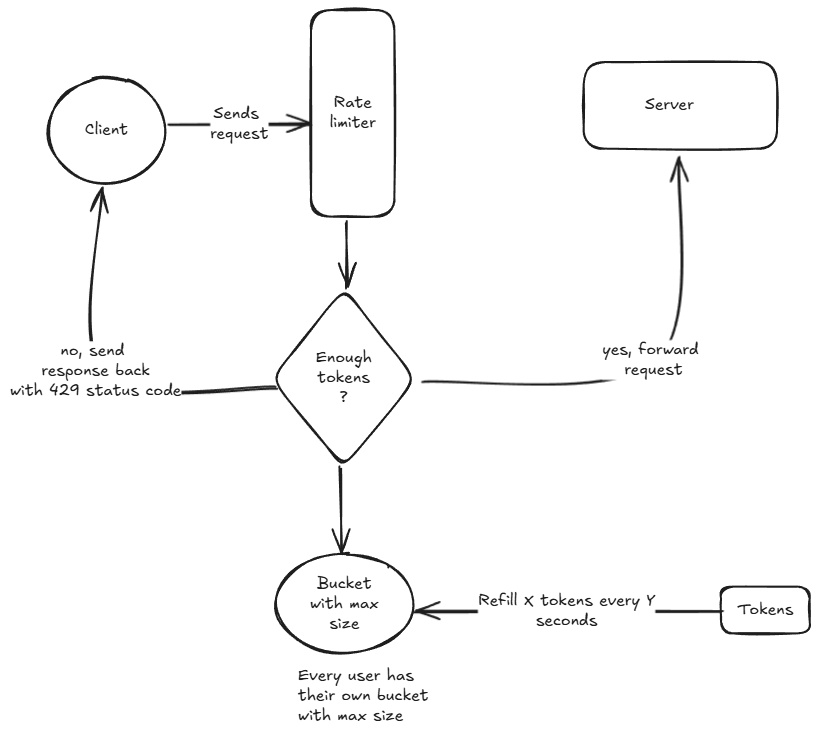 Client
Sends
request
Rate
limiter
Server
no, send
response back
with 429 status code
Enough
tokens
?
yes, forward
request
Bucket
with max
size
Refill X tokens every Y
seconds
Tokens
Every user has
their own bucket
with max size